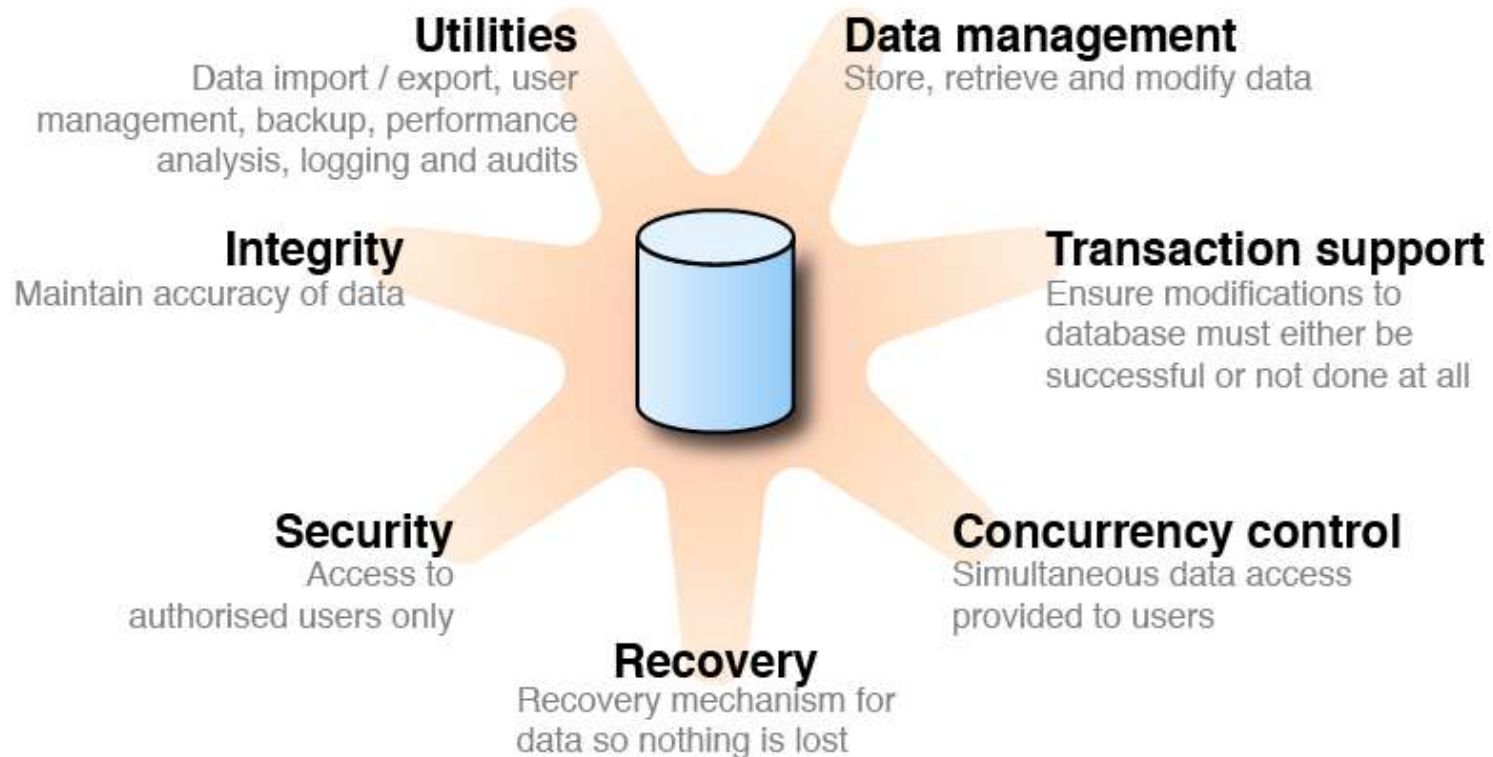 Utilities
Data import / export, user
management, backup, performance
analysis, logging and audits
Data management
Store, retrieve and modify data
Integrity
Maintain accuracy of data
Transaction support
Ensure modifications to
database must either be
successful or not done at all
Security
Access to
authorised users only
Concurrency control
Simultaneous data access
provided to users
Recovery
Recovery mechanism for
data so nothing is lost